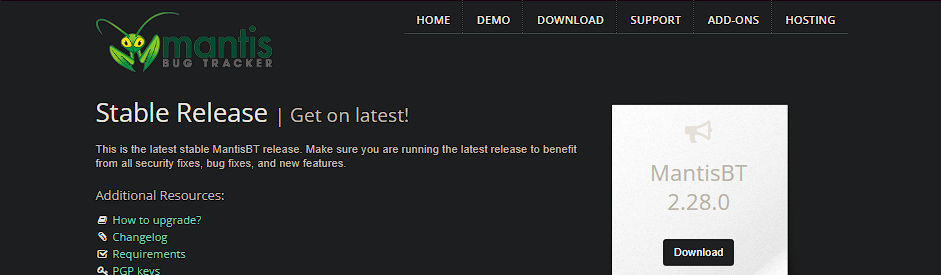 mantis
BUG TRACKER
HOME DEMO DOWNLOAD SUPPORT ADD-ONS HOSTING
Stable Release | Get on latest!
This is the latest stable MantisBT release. Make sure you are running the latest release to benefit
from all security fixes, bug fixes, and new features.
Additional Resources:
How to upgrade?
Changelog
Requirements
PGP keys
MantisBT
2.28.0
Download